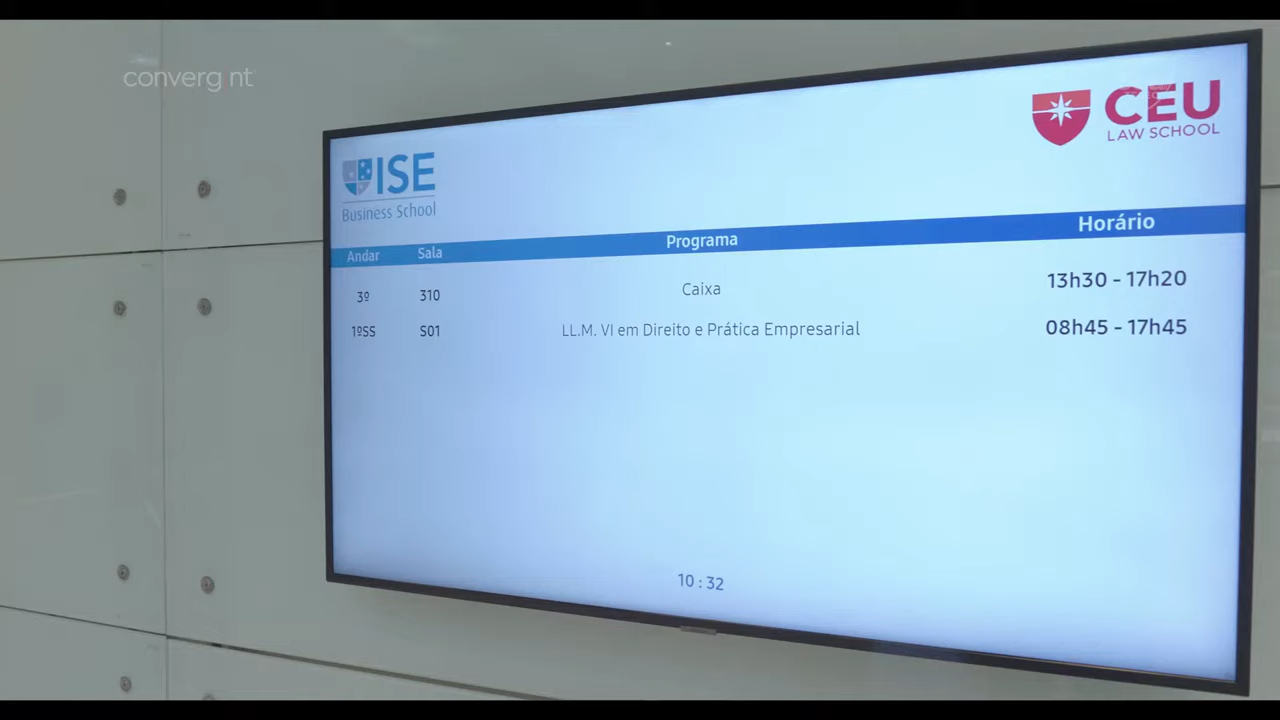 converg nt
CEU
LAW SCHOOL
ISE
Business School
Andar Sala Programa Horário
3º 310 Caixa 13h30 - 17h20
1ºSS S01 LL.M. VI em Direito e Prática Empresarial 08h45 - 17h45
10 : 32